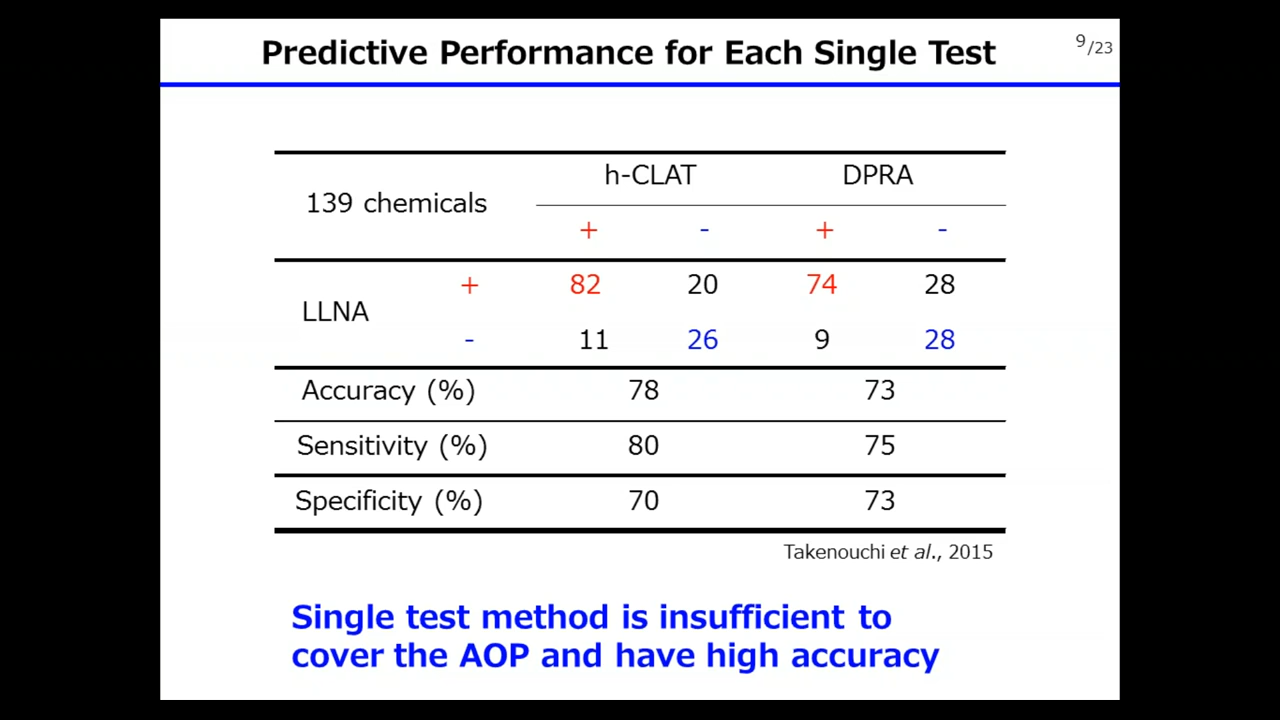 Predictive Performance for Each Single Test
9/23
139 chemicals
h-CLAT DPRA
+ - + -
LLNA
+ 82 20 74 28
- 11 26 9 28
Accuracy (%) 78 73
Sensitivity (%) 80 75
Specificity (%) 70 73
Takenouchi et al., 2015
Single test method is insufficient to
cover the AOP and have high accuracy